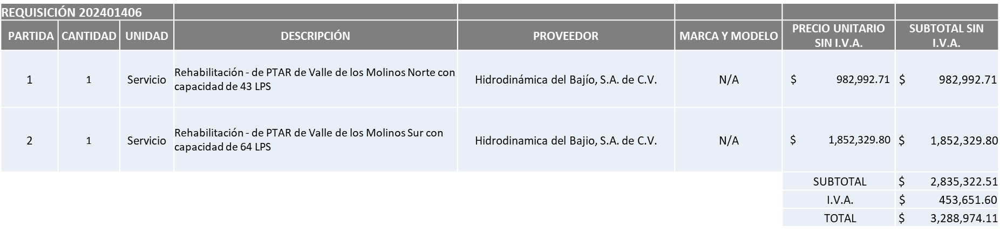 REQUISICIÓN 202401406
PARTIDA CANTIDAD UNIDAD DESCRIPCIÓN PROVEEDOR MARCA Y MODELO PRECIO UNITARIO SUBTOTAL SIN
SIN I.V.A. I.V.A.
1 1 Servicio Rehabilitación - de PTAR de Valle de los Molinos Norte con Hidrodinámica del Bajío, S.A. de C.V. N/A $ 982,992.71 $ 982,992.71
capacidad de 43 LPS
2 1 Servicio Rehabilitación - de PTAR de Valle de los Molinos Sur con Hidrodinamica del Bajio, S.A. de C.V. N/A $ 1,852,329.80 $ 1,852,329.80
capacidad de 64 LPS
SUBTOTAL $ 2,835,322.51
I.V.A. $ 453,651.60
TOTAL $ 3,288,974.11